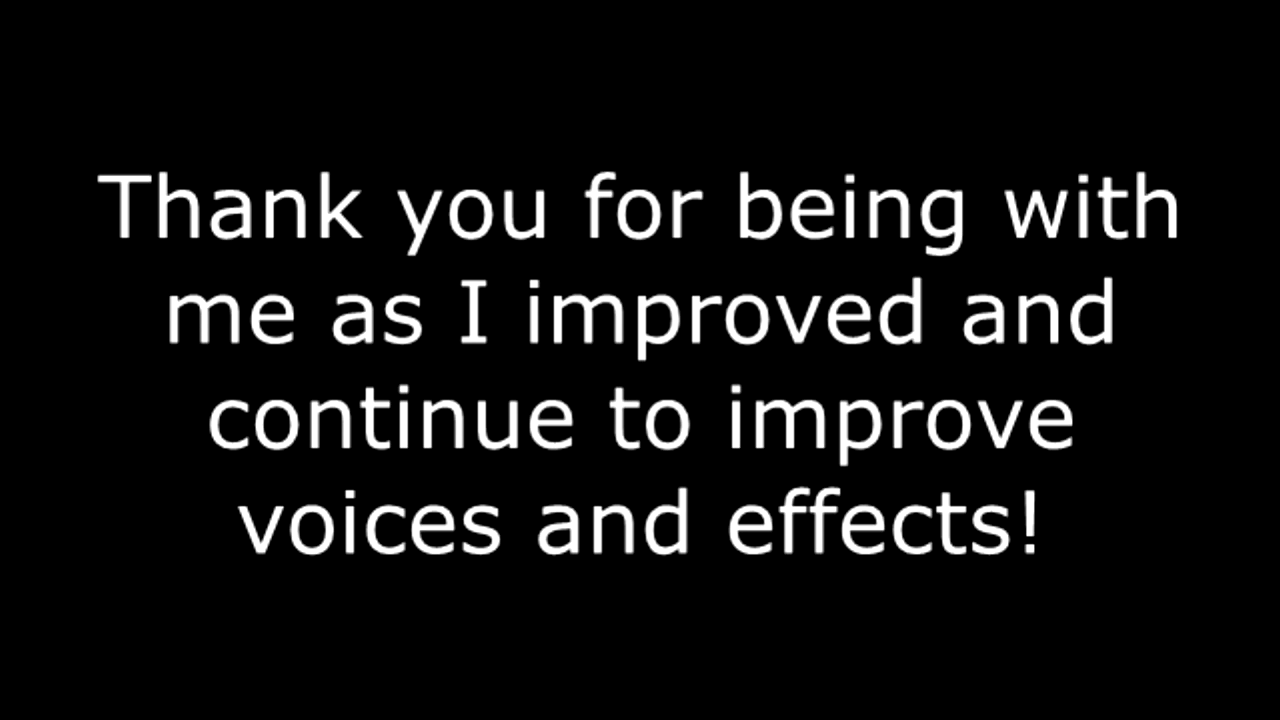 Thank you for being with
me as I improved and
continue to improve
voices and effects!